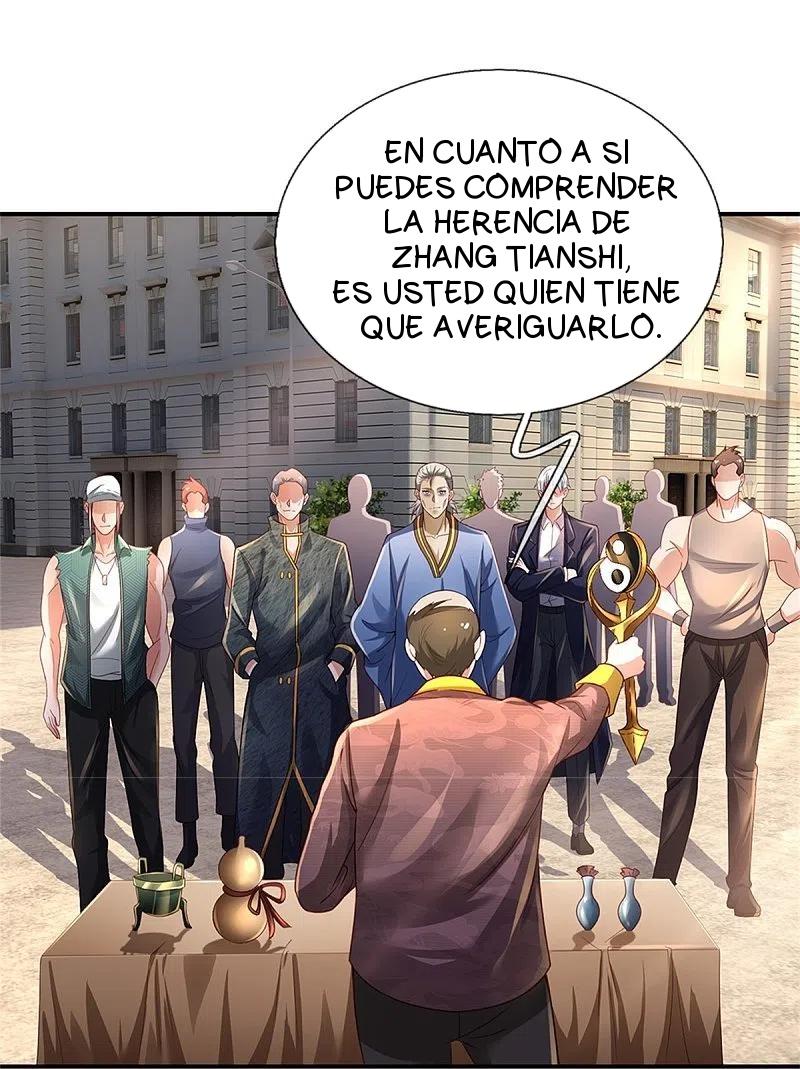 EN CUANTO A SI
PUEDES COMPRENDER
LA HERENCIA DE
ZHANG TIANSHI,
ES USTED QUIEN TIENE
QUE AVERIGUARLO.